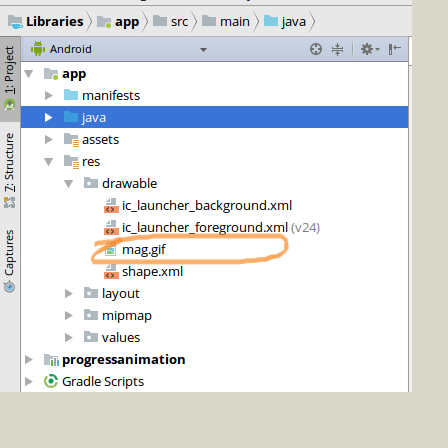 Libraries app src main java
Android
1: Project
app
manifests
java
assets
res
drawable
ic_launcher_background.xml
ic_launcher_foreground.xml (v24)
mag.gif
shape.xml
layout
mipmap
values
progressanimation
Gradle Scripts
7: Structure
Captures